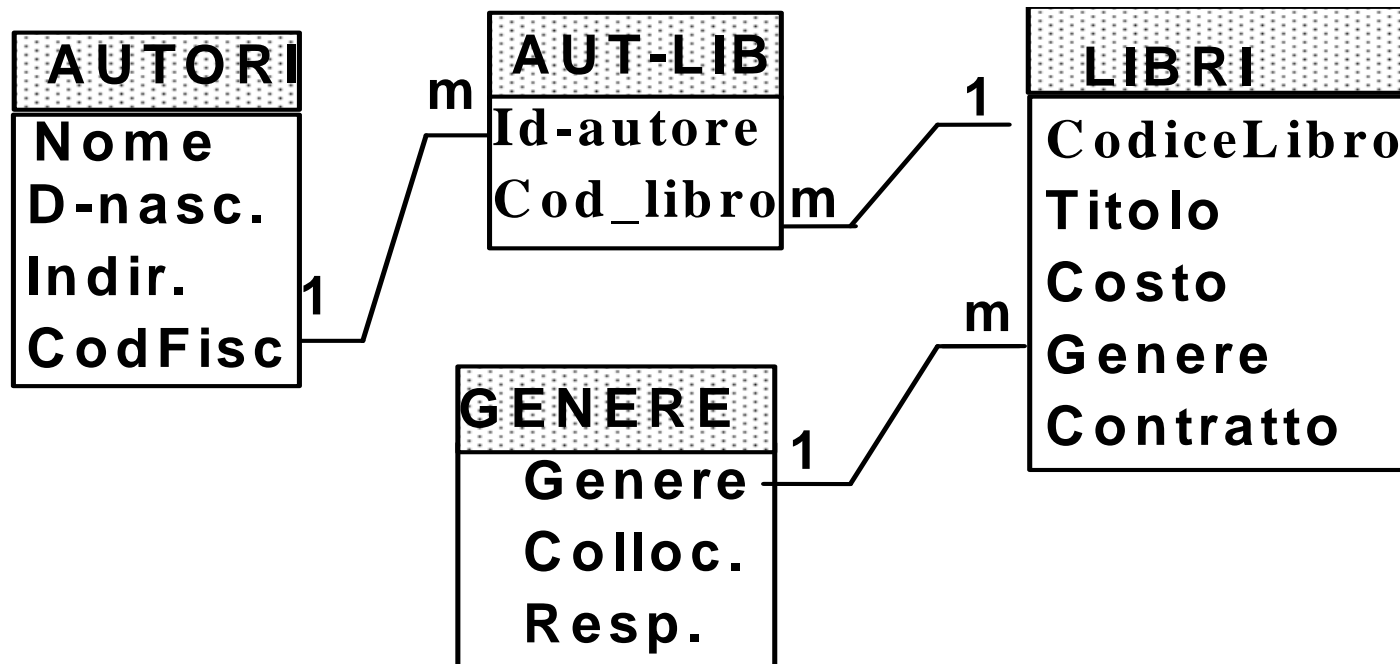 AUTORI
Nome
D-nasc.
Indir.
CodFisc
1
m
AUT-LIB
Id-autore
Cod_libro
m
1
LIBRI
CodiceLibro
Titolo
Costo
Genere
Contratto
m
GENERE
Genere
Colloc.
Resp.
1